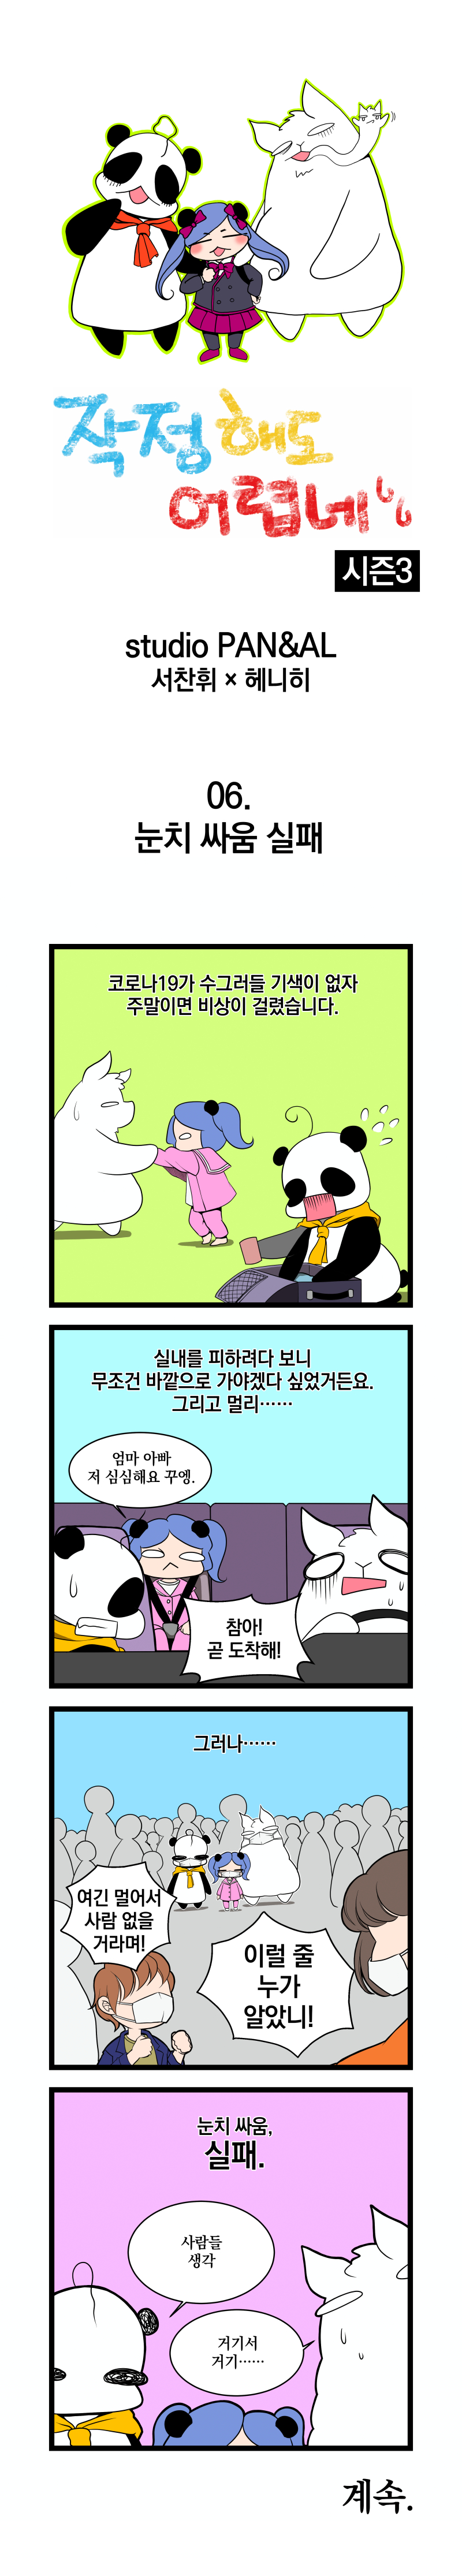 작정해도
어렵네
시즌3
studio PAN&AL
서찬휘 × 헤니히
06.
눈치 싸움 실패
코로나19가 수그러들 기색이 없자
주말이면 비상이 걸렸습니다.
실내를 피하려다 보니
무조건 바깥으로 가야겠다 싶었거든요.
그리고 멀리……
엄마 아빠
저 심심해요 꾸엥.
참아!
곧 도착해!
그러나……
여긴 멀어서
사람 없을
거라며!
이럴 줄
누가
알았니!
눈치 싸움,
실패.
사람들
생각
거기서
거기……
계속.